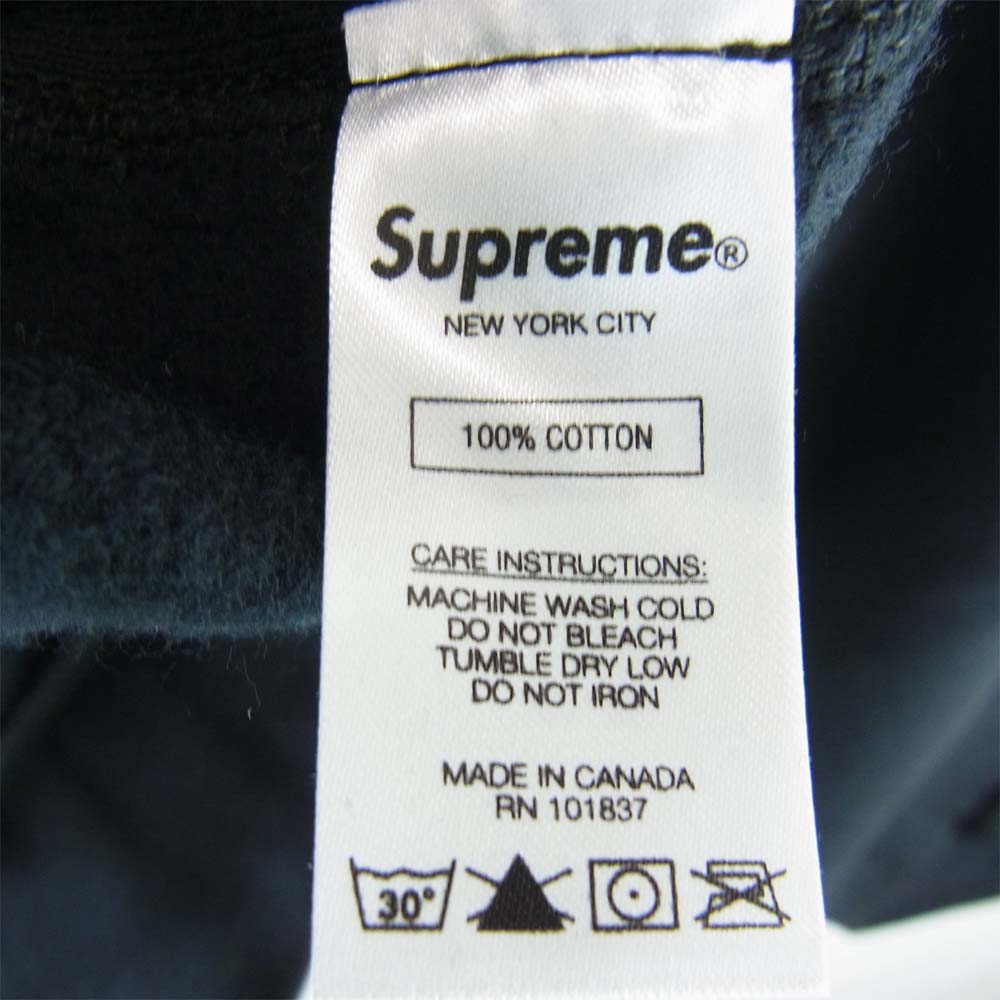 Supreme®
NEW YORK CITY
100% COTTON
CARE INSTRUCTIONS:
MACHINE WASH COLD
DO NOT BLEACH
TUMBLE DRY LOW
DO NOT IRON
MADE IN CANADA
RN 101837
30°